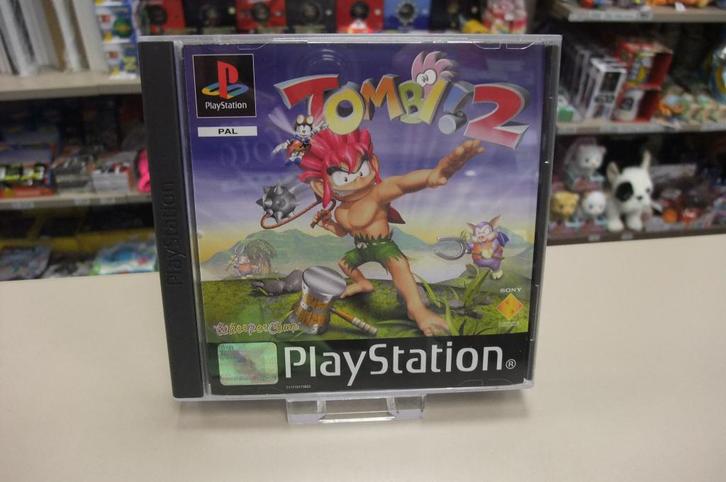 PlayStation
PlayStation
PAL
TOMBI! 2
Whoopee Camp
SONY
PlayStation®